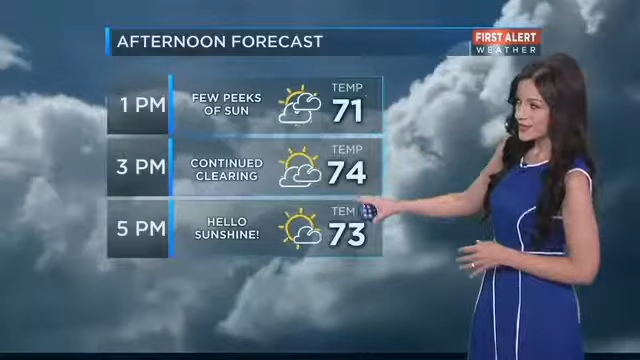 AFTERNOON FORECAST
FIRST ALERT
WEATHER
1 PM
FEW PEEKS
OF SUN
TEMP
71
3 PM
CONTINUED
CLEARING
TEMP
74
5 PM
HELLO
SUNSHINE!
TEM
73